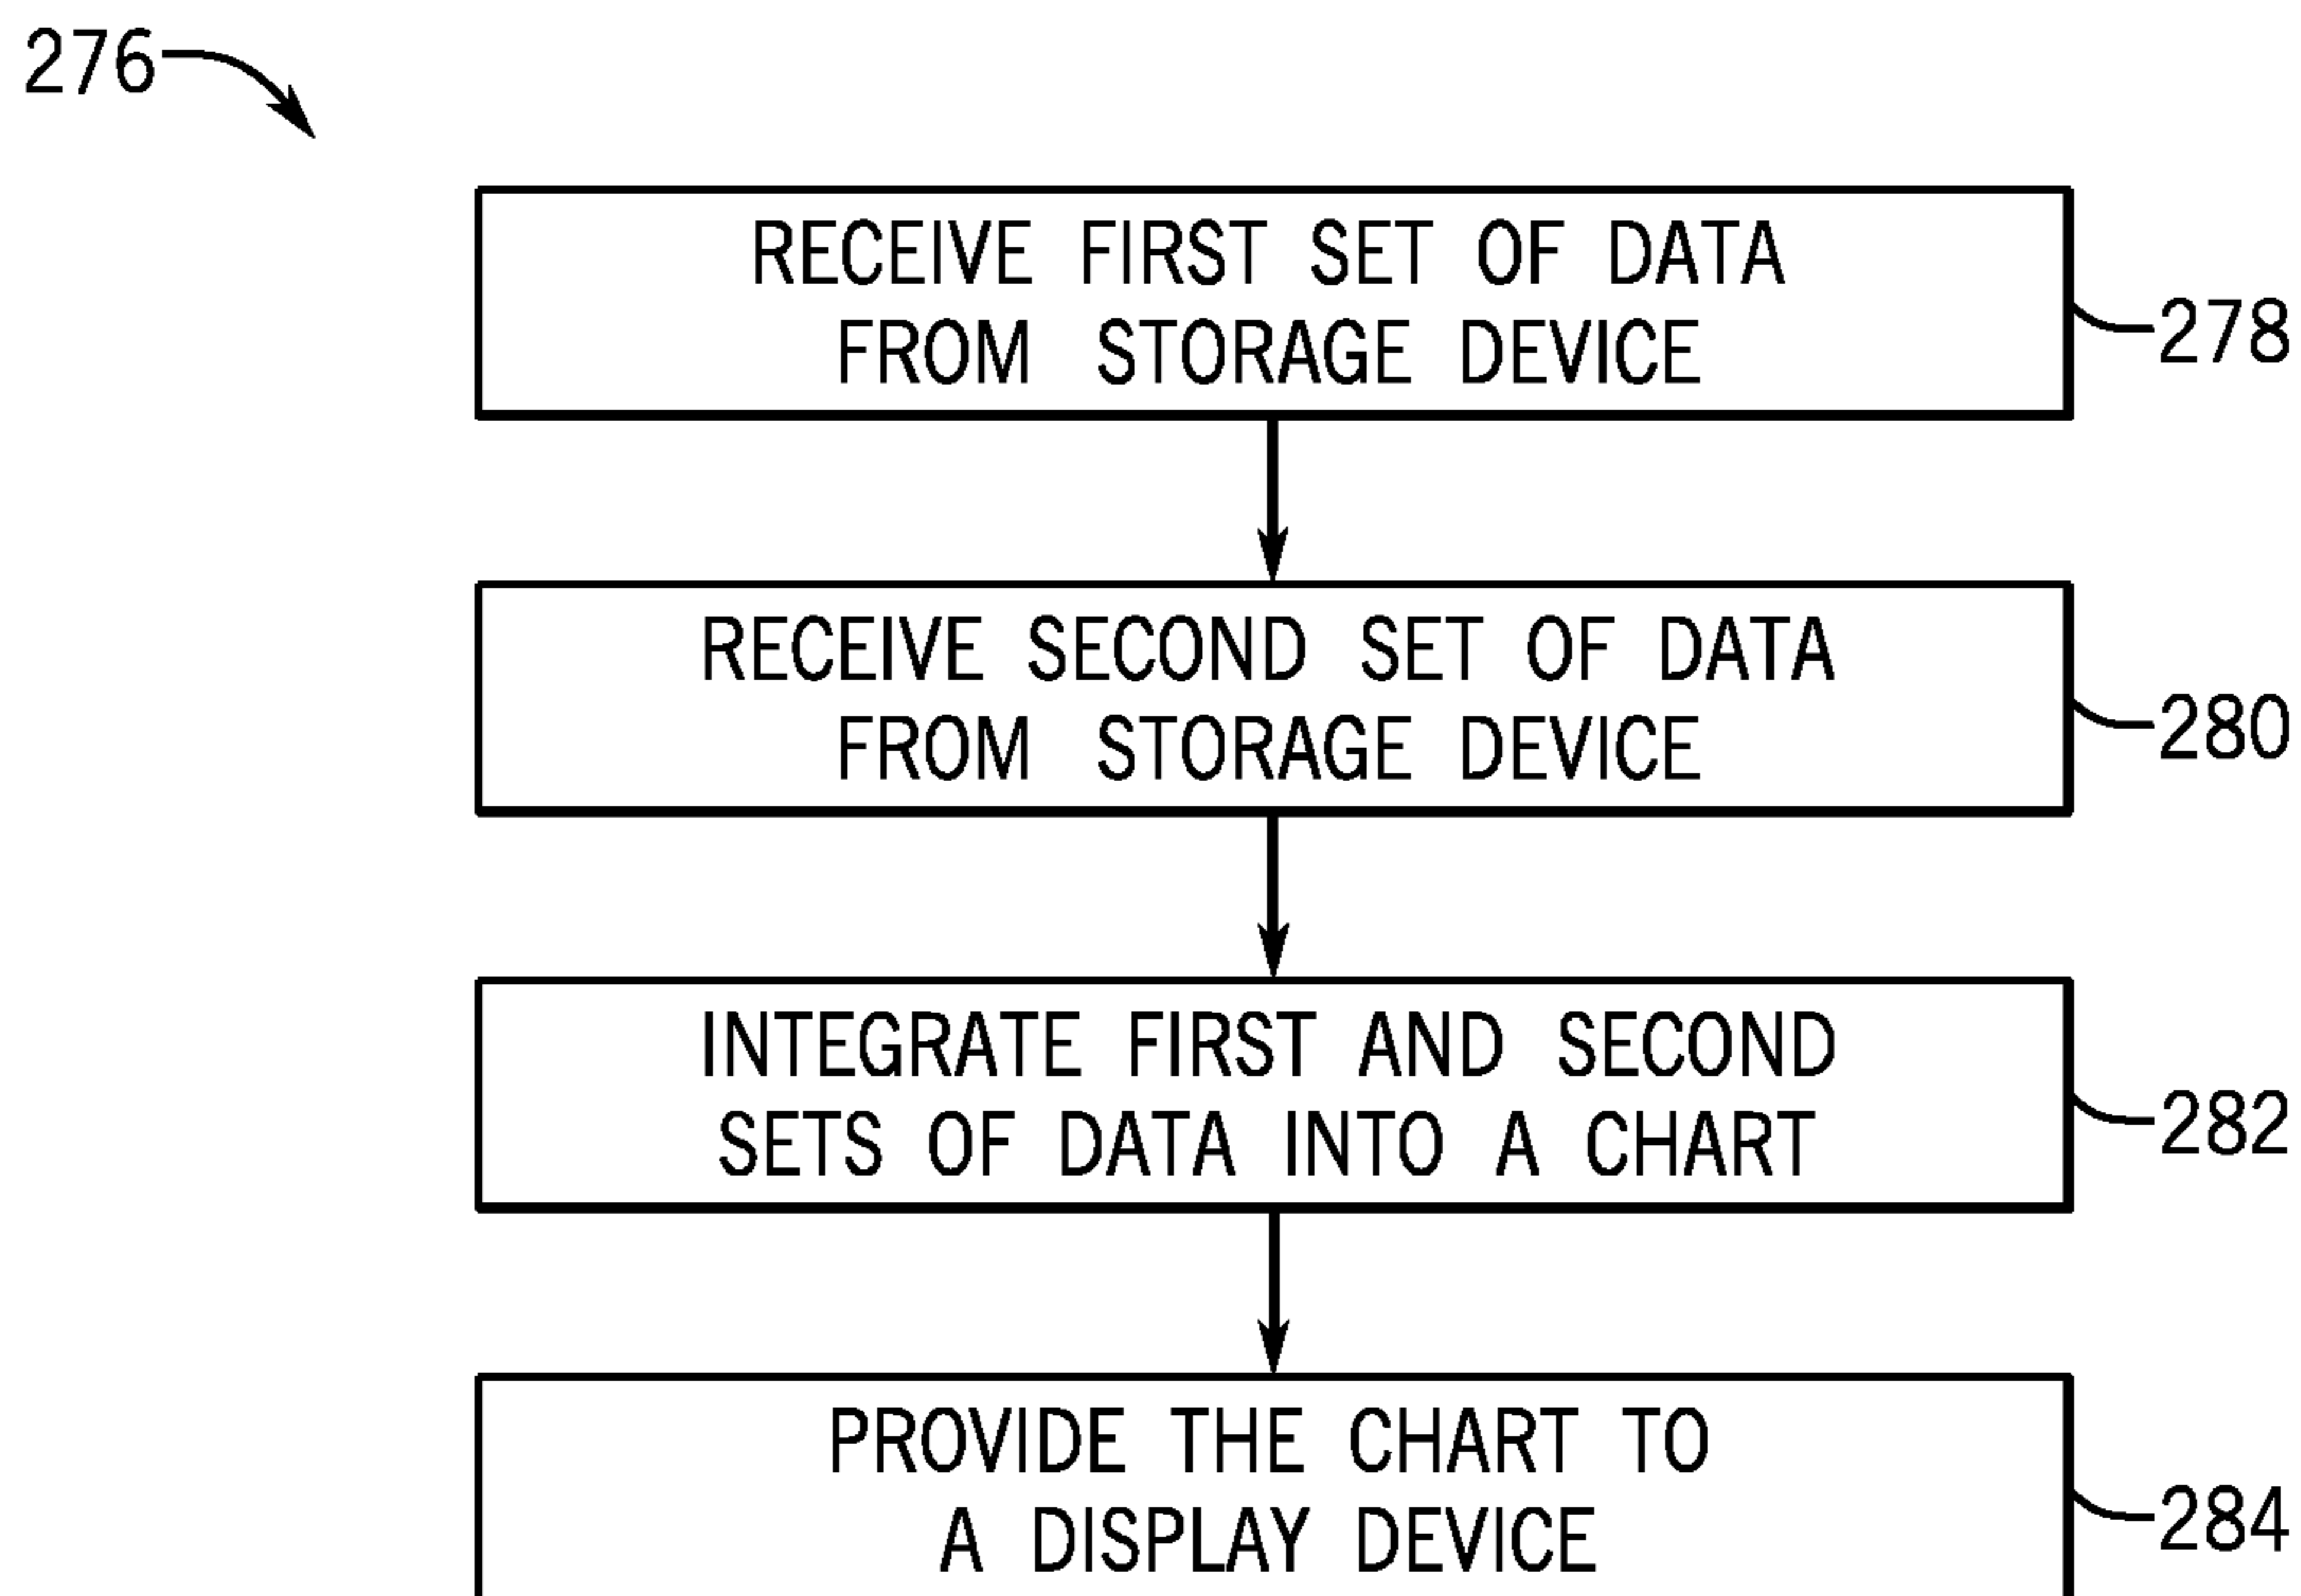 276
RECEIVE FIRST SET OF DATA
FROM STORAGE DEVICE
278
RECEIVE SECOND SET OF DATA
FROM STORAGE DEVICE
280
INTEGRATE FIRST AND SECOND
SETS OF DATA INTO A CHART
282
PROVIDE THE CHART TO
A DISPLAY DEVICE
284